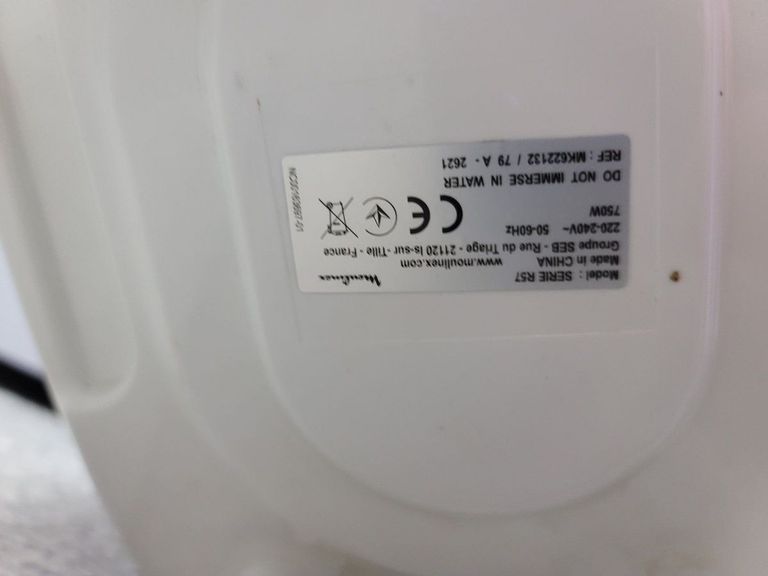 Model : SERIE R57
Moulinex
Made in CHINA
www.moulinex.com
Groupe SEB - Rue du Triage - 21120 Is-sur-Tille - France
220-240V~ 50-60Hz
750W
CE
DO NOT IMMERSE IN WATER
REF : MK622132 / 79 A - 2621